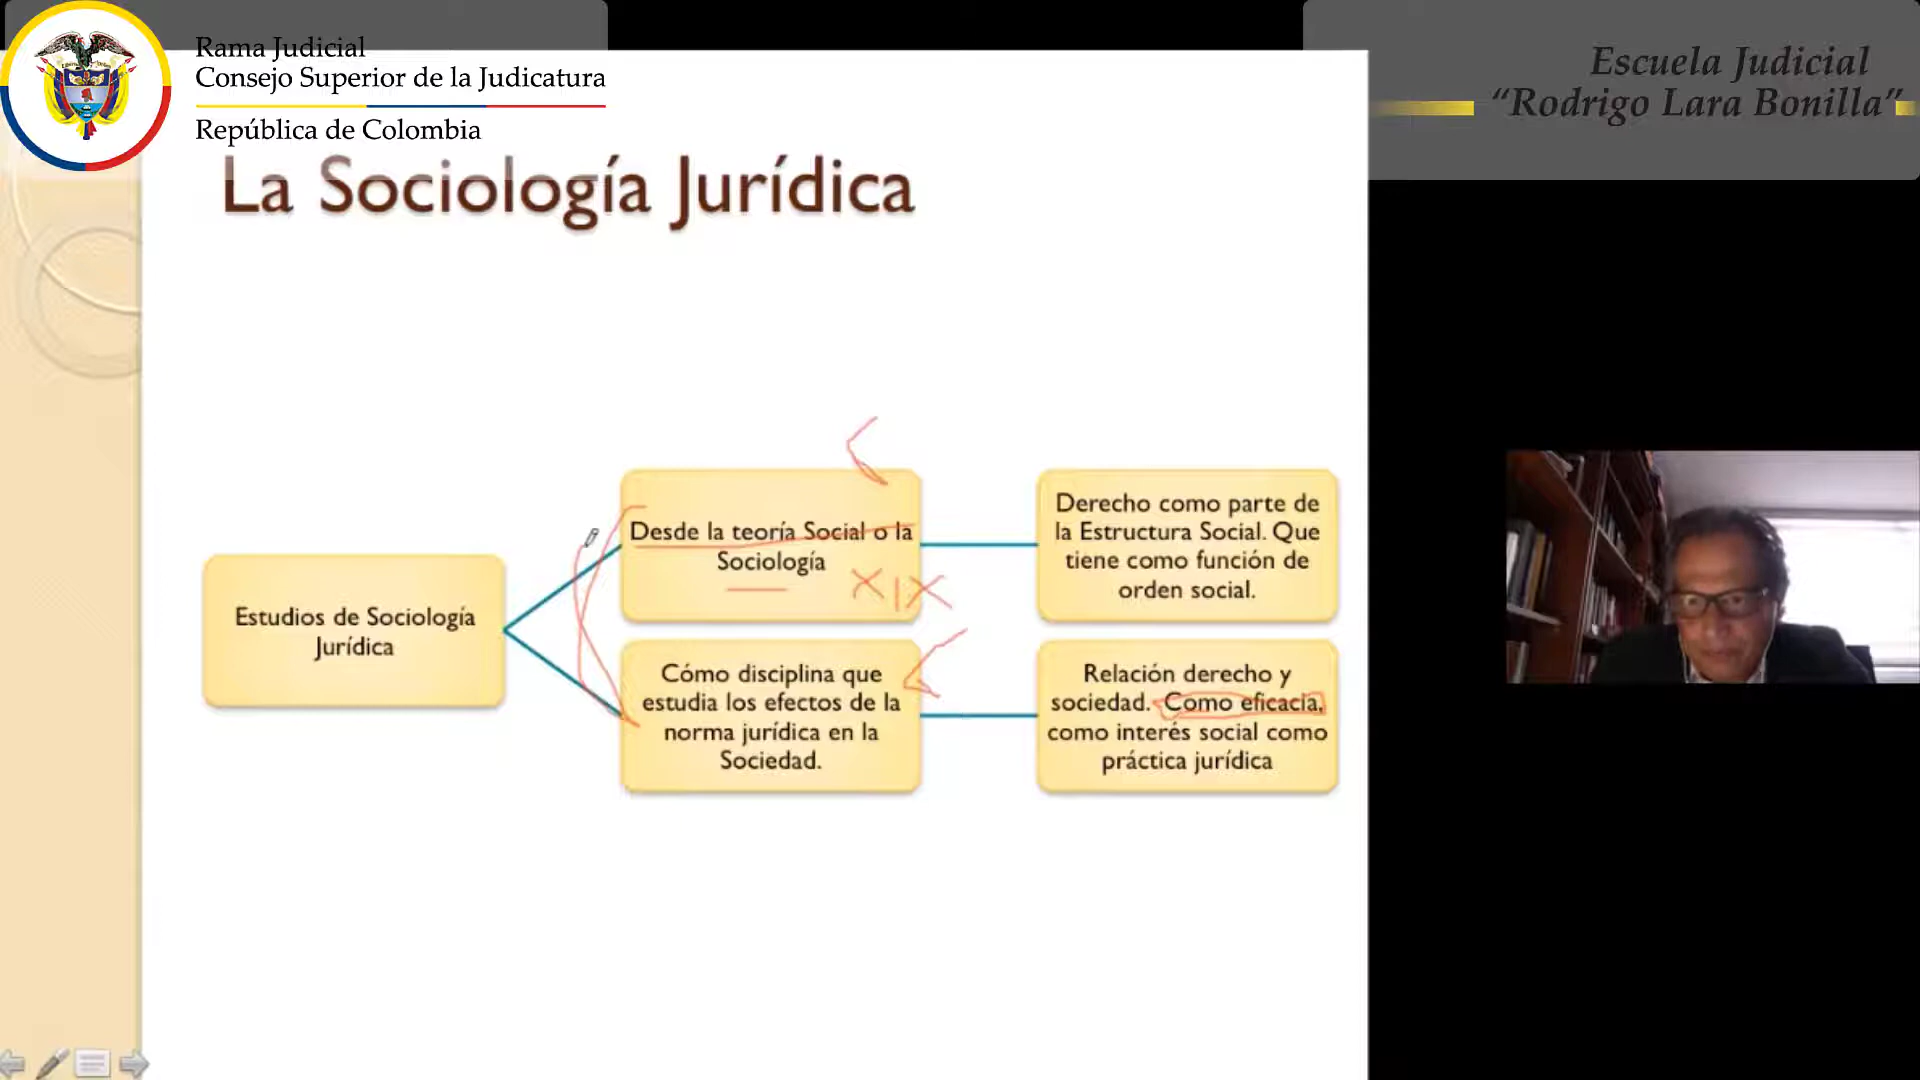 Rama Judicial
Consejo Superior de la Judicatura
República de Colombia
Escuela Judicial
“Rodrigo Lara Bonilla”
La Sociología Jurídica
Estudios de Sociología
Jurídica
Desde la teoría Social o la
Sociología
XIX
Derecho como parte de
la Estructura Social. Que
tiene como función de
orden social.
Cómo disciplina que
estudia los efectos de la
norma jurídica en la
Sociedad.
Relación derecho y
sociedad. Como eficacia,
como interés social como
práctica jurídica